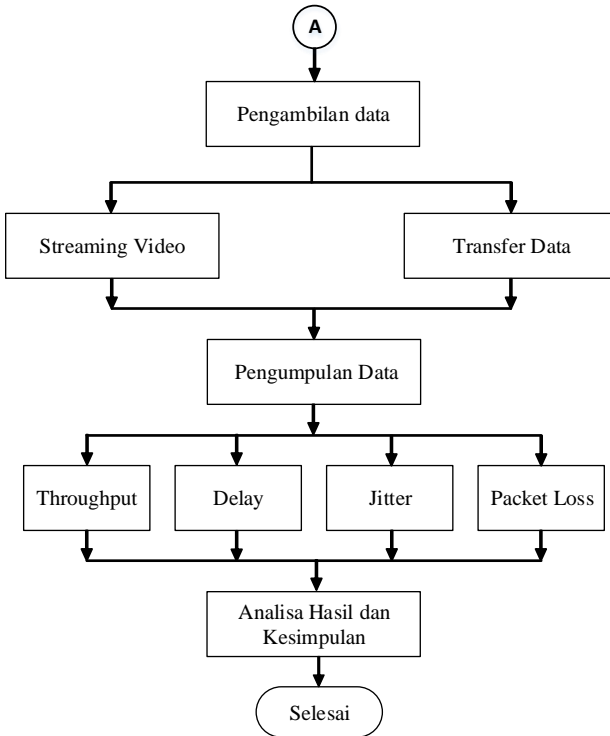 A
Pengambilan data
Streaming Video
Transfer Data
Pengumpulan Data
Throughput
Delay
Jitter
Packet Loss
Analisa Hasil dan
Kesimpulan
Selesai